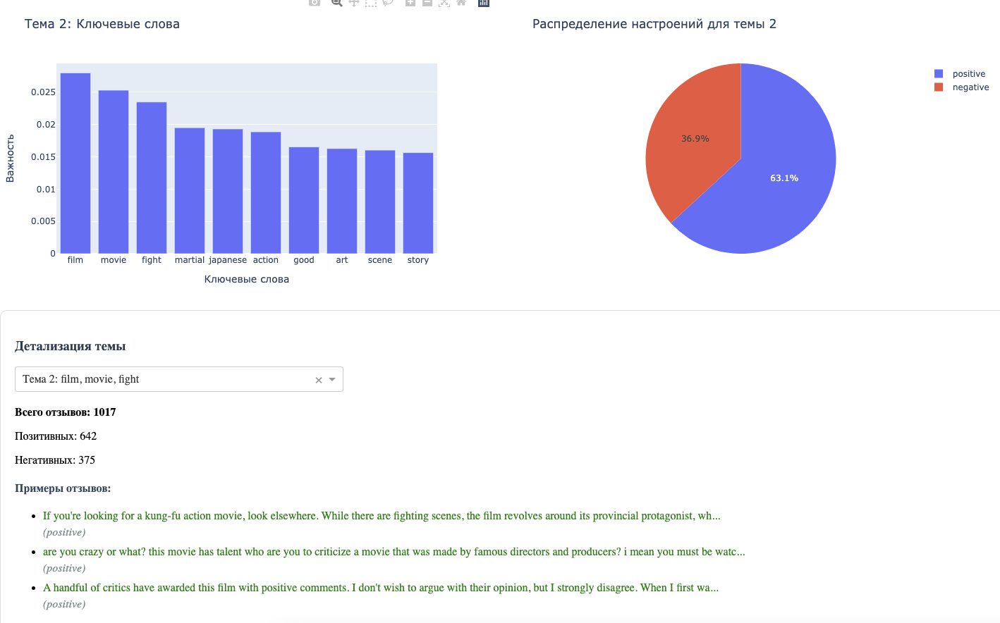 Тема 2: Ключевые слова
Распределение настроений для темы 2
positive
negative
0.025
0.02
0.015
0.01
0.005
0
Важность
36.9%
63.1%
film movie fight martial japanese action good art scene story
Ключевые слова
Детализация темы
Тема 2: film, movie, fight
Всего отзывов: 1017
Позитивных: 642
Негативных: 375
Примеры отзывов:
If you're looking for a kung-fu action movie, look elsewhere. While there are fighting scenes, the film revolves around its provincial protagonist, wh...
(positive)
are you crazy or what? this movie has talent who are you to criticize a movie that was made by famous directors and producers? i mean you must be watc...
(positive)
A handful of critics have awarded this film with positive comments. I don't wish to argue with their opinion, but I strongly disagree. When I first wa...
(positive)